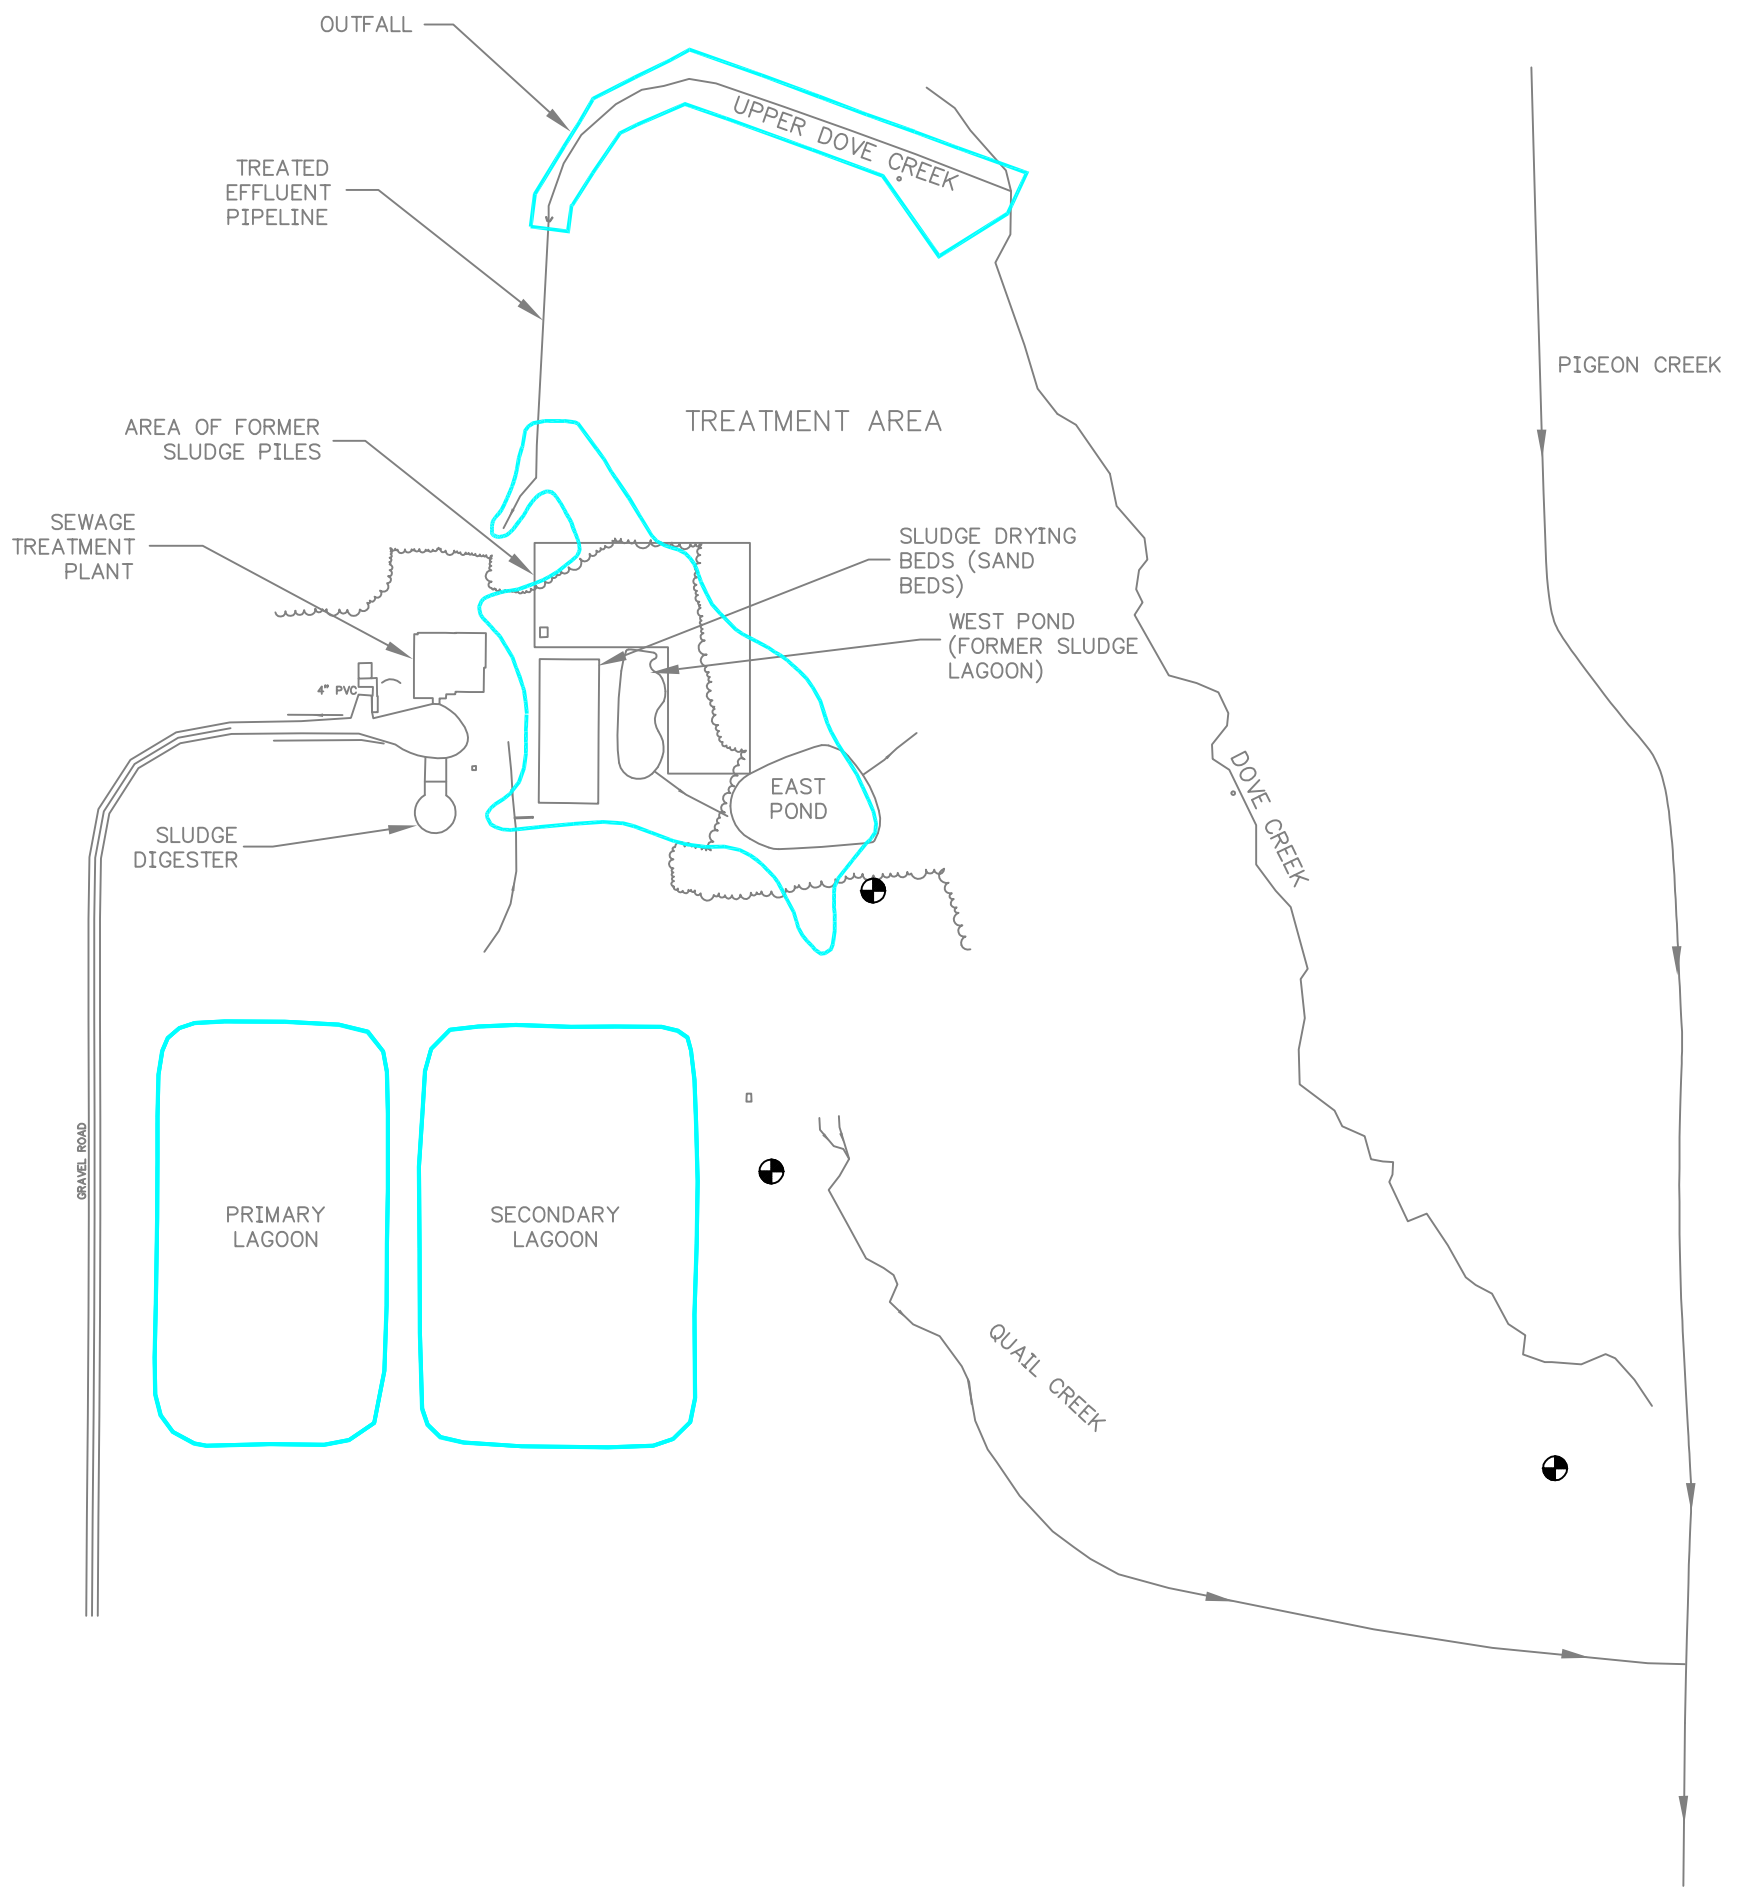 OUTFALL
UPPER DOVE CREEK
TREATED
EFFLUENT
PIPELINE
PIGEON CREEK
TREATMENT AREA
AREA OF FORMER
SLUDGE PILES
SEWAGE
TREATMENT
PLANT
SLUDGE DRYING
BEDS (SAND
BEDS)
WEST POND
(FORMER SLUDGE
LAGOON)
4" PVC
EAST
POND
DOVE CREEK
SLUDGE
DIGESTER
GRAVEL ROAD
PRIMARY
LAGOON
SECONDARY
LAGOON
QUAIL CREEK